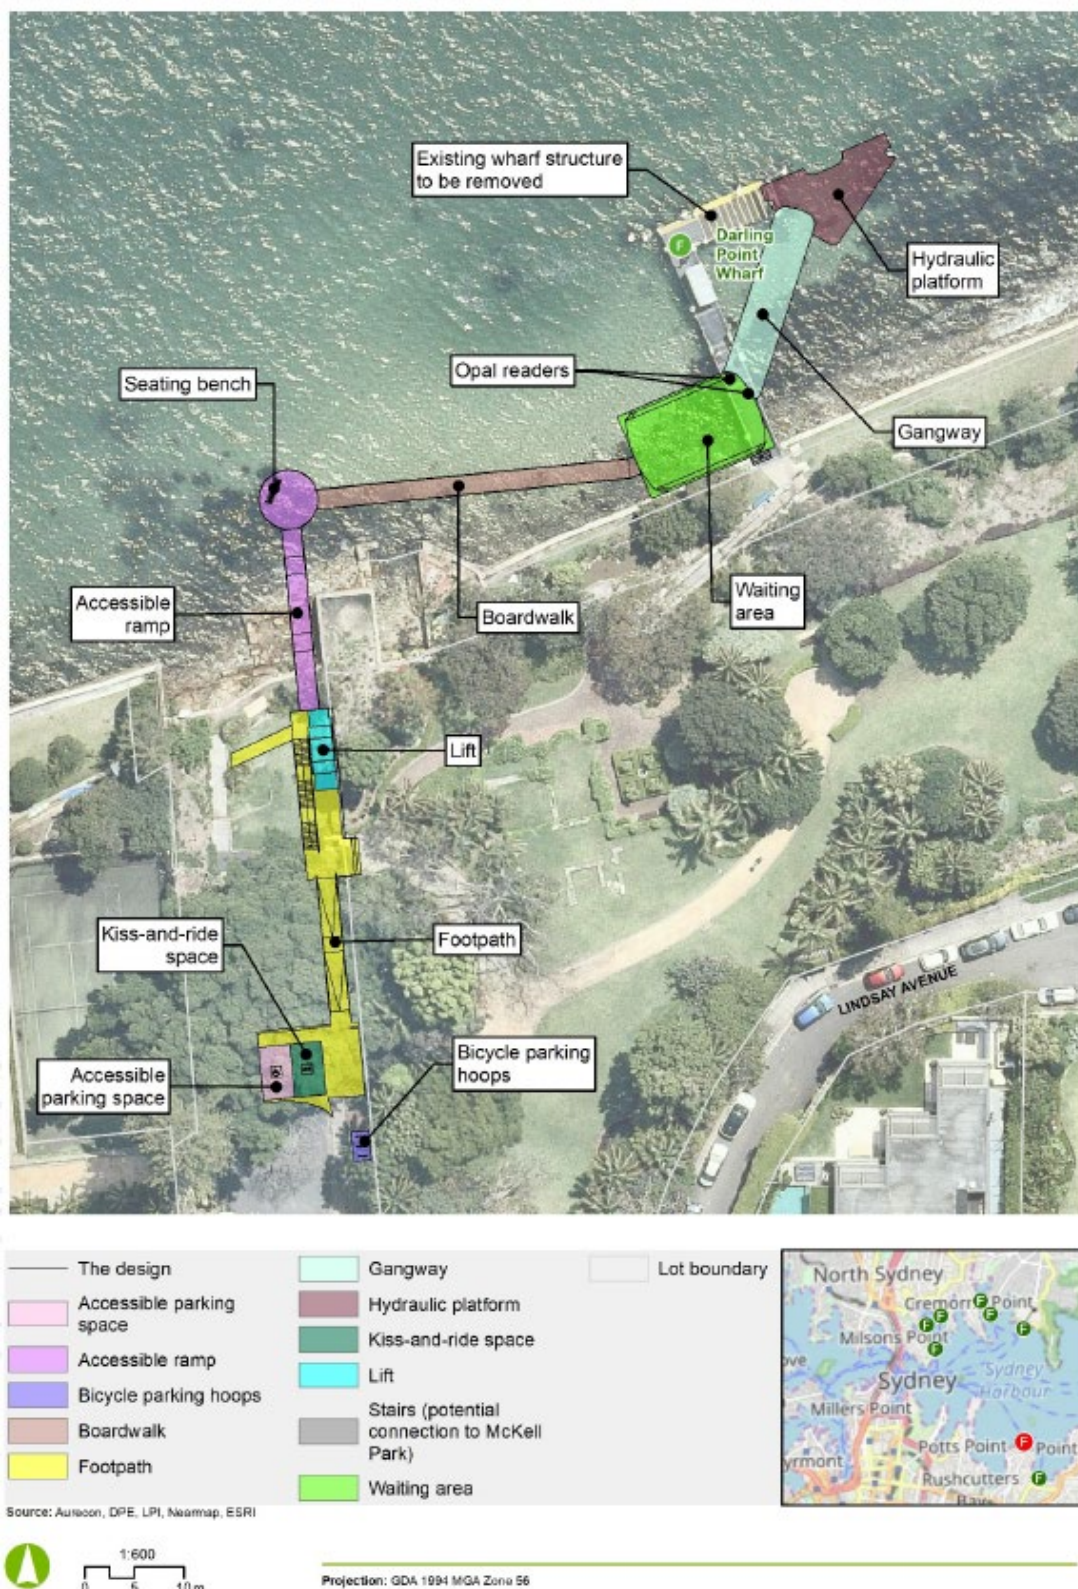 Existing wharf structure
to be removed
F
Darling
Point
Wharf
Hydraulic
platform
Opal readers
Seating bench
Gangway
Accessible
ramp
Boardwalk
Waiting
area
Lift
Kiss-and-ride
space
Footpath
LINDSAY AVENUE
Bicycle parking
hoops
Accessible
parking space
The design
Accessible parking
space
Accessible ramp
Bicycle parking hoops
Boardwalk
Footpath
Gangway
Hydraulic platform
Kiss-and-ride space
Lift
Stairs (potential
connection to McKell
Park)
Waiting area
Lot boundary
North Sydney
Cremorne Point
F
F
F
F
F
F
Milsons Point
ove
Sydney
"Sydney
Harbour
Millers Point
Potts Point F Point
yrmont
Rushcutters F
Bay
Source: Aurecon, DPE, LPI, Nearmap, ESRI
1:600
0 5 10 m
Projection: GDA 1994 MGA Zone 56